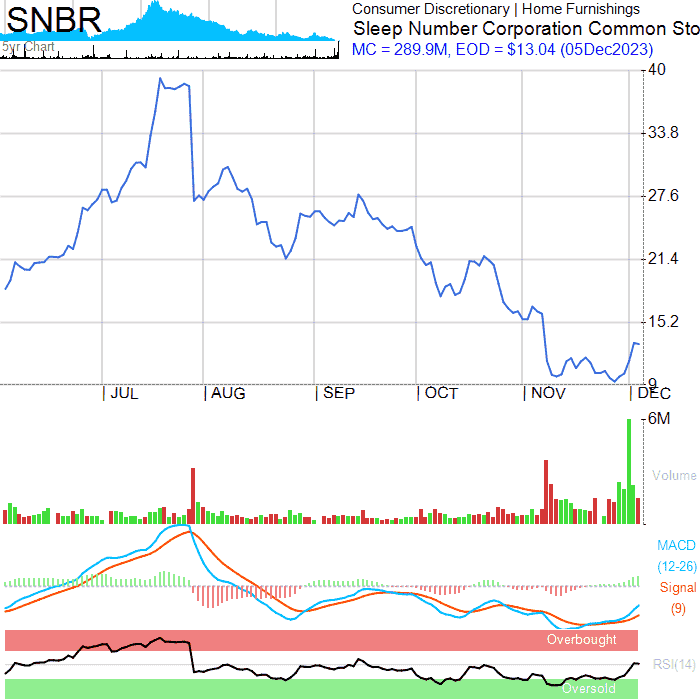 SNBR
5yr Chart
Consumer Discretionary | Home Furnishings
Sleep Number Corporation Common Sto
MC = 289.9M, EOD = $13.04 (05Dec2023)
40
33.8
27.6
21.4
15.2
9
JUL AUG SEP OCT NOV DEC
6M
Volume
MACD
(12-26)
Signal
(9)
Overbought
RSI(14)
Oversold